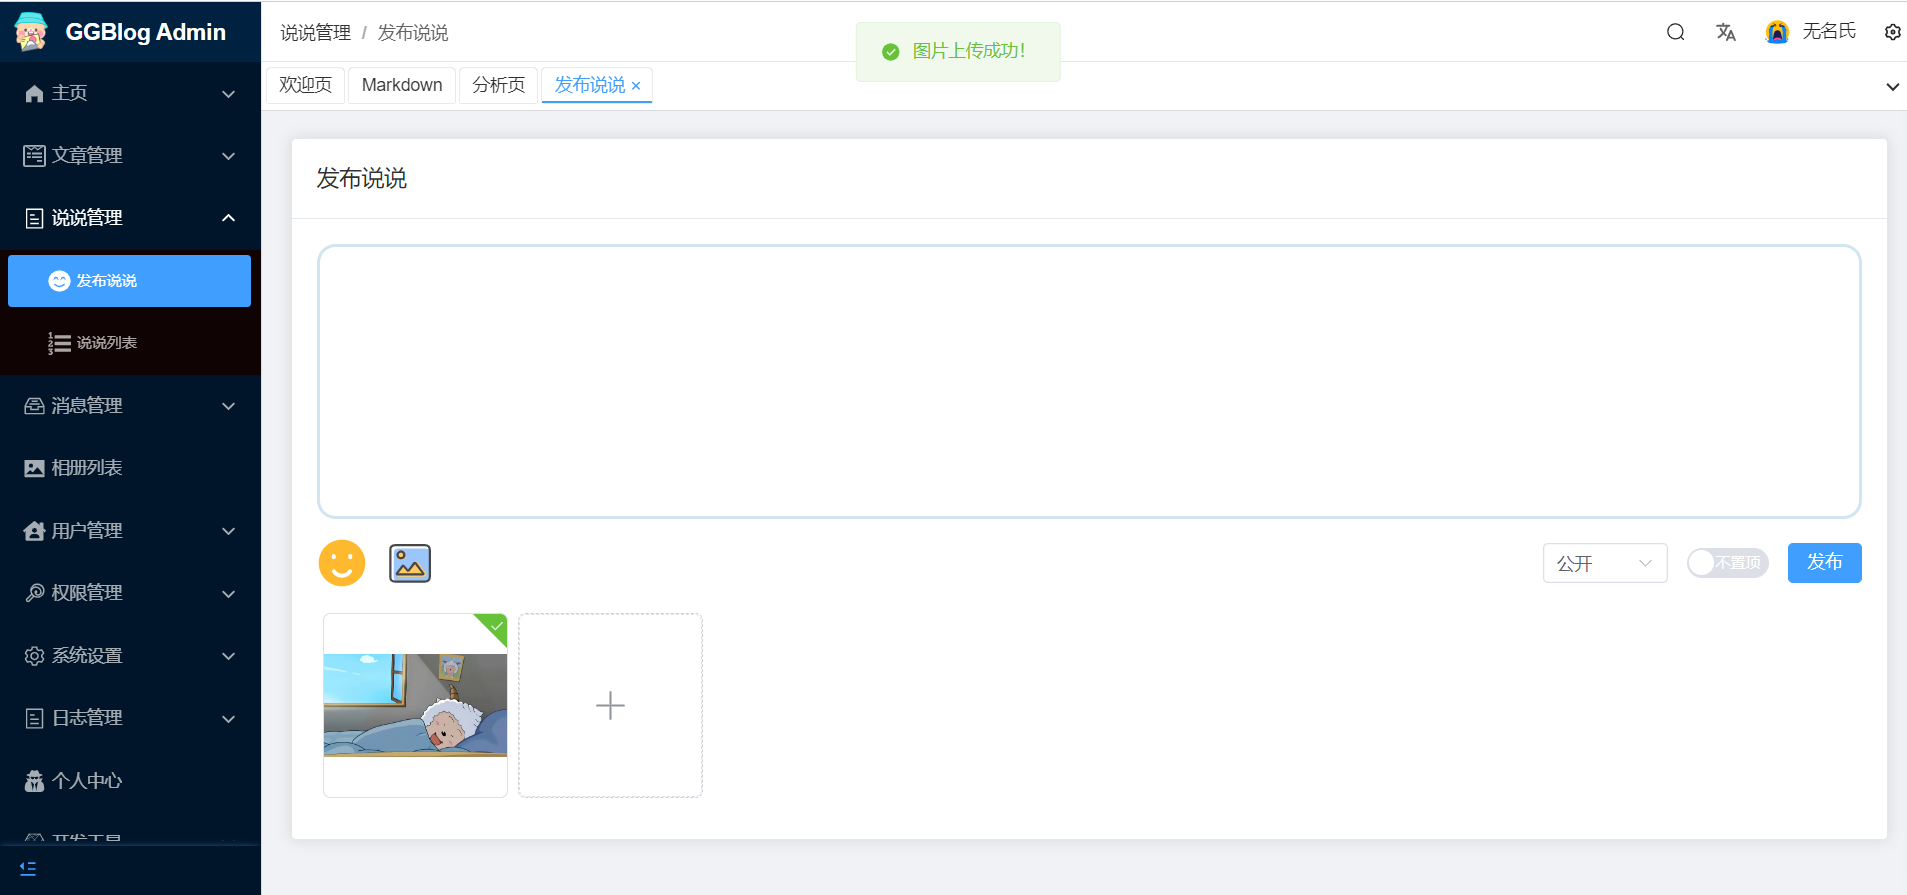 GGBlog Admin
主页
文章管理
说说管理
发布说说
说说列表
消息管理
相册列表
用户管理
权限管理
系统设置
日志管理
个人中心
开发工具
说说管理 / 发布说说
图片上传成功!
无名氏
欢迎页
Markdown
分析页
发布说说 ×
发布说说
公开
不置顶
发布